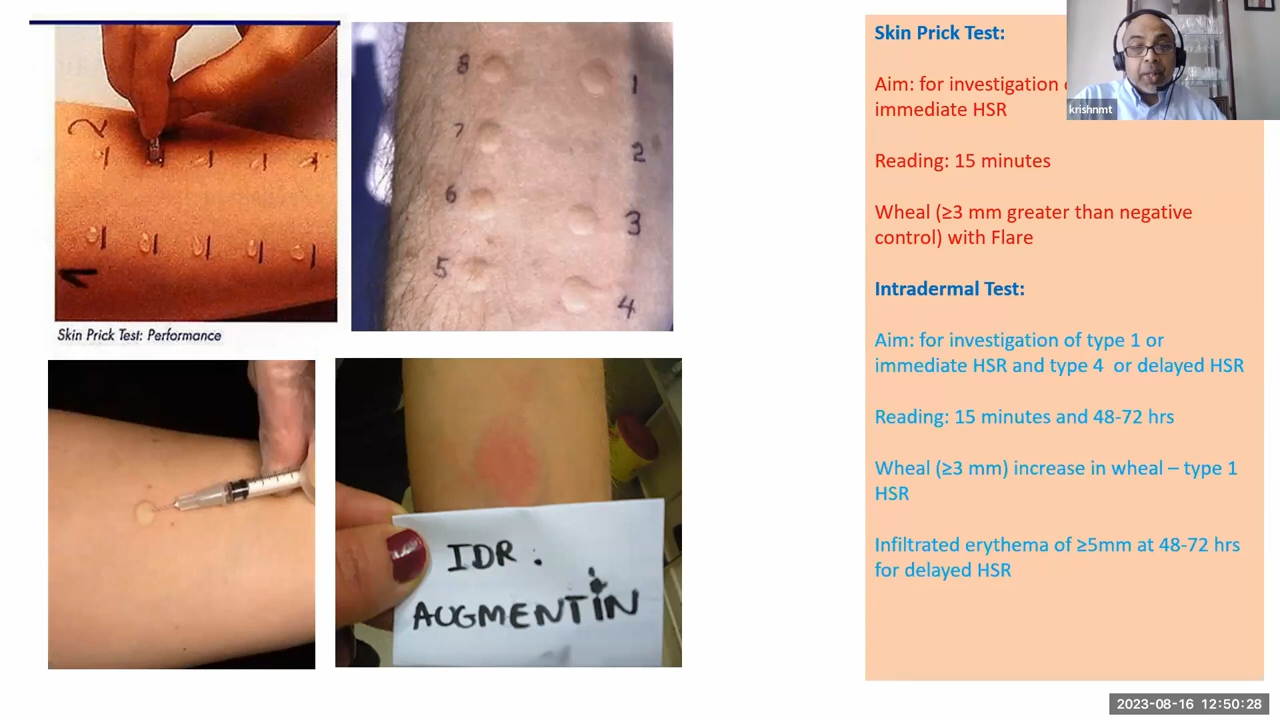 2
1
Skin Prick Test: Performance
8
1
7
2
6
3
5
4
IDR.
AUGMENTIN
Skin Prick Test:
Aim: for investigation
immediate HSR
Reading: 15 minutes
Wheal (≥3 mm greater than negative
control) with Flare
Intradermal Test:
Aim: for investigation of type 1 or
immediate HSR and type 4 or delayed HSR
Reading: 15 minutes and 48-72 hrs
Wheal (≥3 mm) increase in wheal – type 1
HSR
Infiltrated erythema of ≥5mm at 48-72 hrs
for delayed HSR
krishnmt
2023-08-16 12:50:28